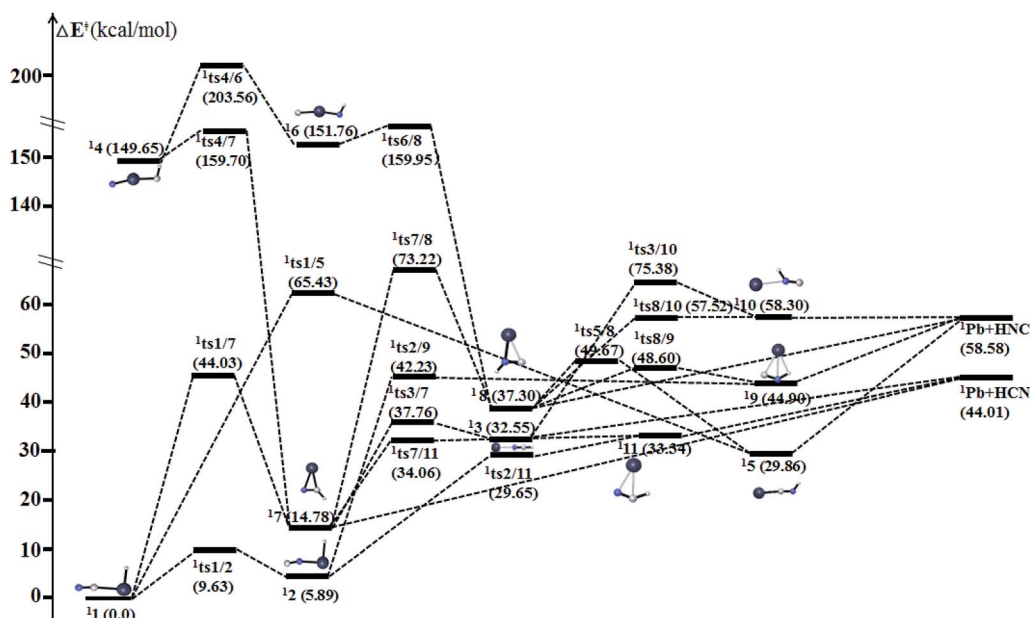 ΔE‡(kcal/mol)
200
150
140
60
50
40
30
20
10
0
¹ts4/6
(203.56)
¹4 (149.65)
¹ts4/7
(159.70)
¹6 (151.76)
¹ts6/8
(159.95)
¹ts7/8
(73.22)
¹ts1/5
(65.43)
¹ts3/10
(75.38)
¹ts8/10 (57.52)
¹10 (58.30)
¹Pb+HNC
(58.58)
¹ts1/7
(44.03)
¹ts2/9
(42.23)
¹ts5/8
(49.67)
¹ts8/9
(48.60)
¹ts3/7
(37.76)
¹8 (37.30)
¹9 (44.90)
¹Pb+HCN
(44.01)
¹3 (32.55)
¹ts7/11
(34.06)
¹11 (33.34)
¹ts2/11
(29.65)
¹5 (29.86)
¹7 (14.78)
¹ts1/2
(9.63)
¹2 (5.89)
¹1 (0.0)